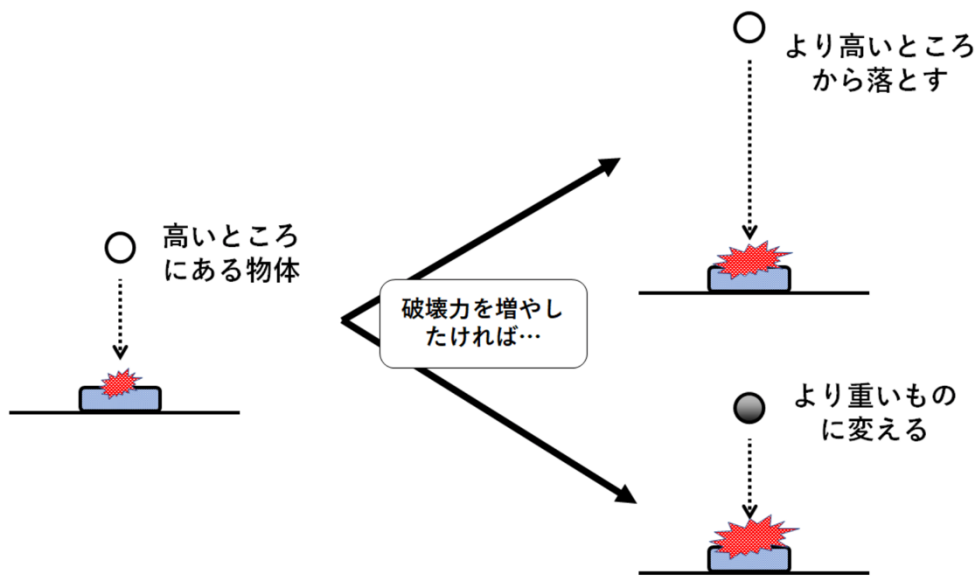 高いところ
にある物体
破壊力を増やし
たければ…
より高いところ
から落とす
より重いもの
に変える